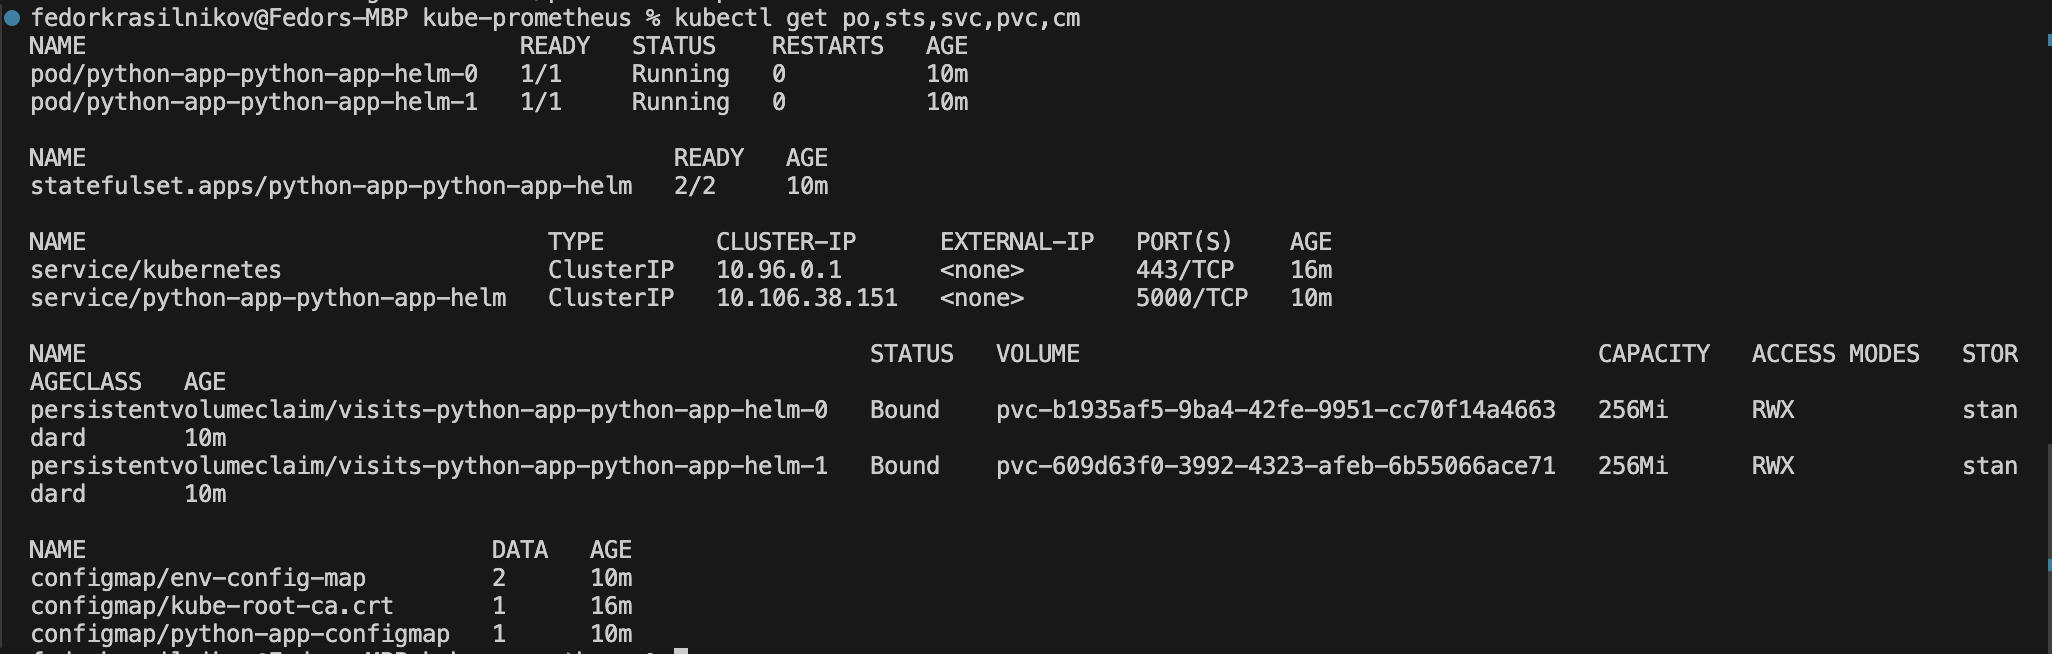 fedorkrasilnikov@Fedors-MBP kube-prometheus % kubectl get po,sts,svc,pvc,cm
NAME READY STATUS RESTARTS AGE
pod/python-app-python-app-helm-0 1/1 Running 0 10m
pod/python-app-python-app-helm-1 1/1 Running 0 10m
NAME READY AGE
statefulset.apps/python-app-python-app-helm 2/2 10m
NAME TYPE CLUSTER-IP EXTERNAL-IP PORT(S) AGE
service/kubernetes ClusterIP 10.96.0.1 <none> 443/TCP 16m
service/python-app-python-app-helm ClusterIP 10.106.38.151 <none> 5000/TCP 10m
NAME STATUS VOLUME CAPACITY ACCESS MODES STOR
AGECLASS AGE
persistentvolumeclaim/visits-python-app-python-app-helm-0 Bound pvc-b1935af5-9ba4-42fe-9951-cc70f14a4663 256Mi RWX stan
dard 10m
persistentvolumeclaim/visits-python-app-python-app-helm-1 Bound pvc-609d63f0-3992-4323-afeb-6b55066ace71 256Mi RWX stan
dard 10m
NAME DATA AGE
configmap/env-config-map 2 10m
configmap/kube-root-ca.crt 1 16m
configmap/python-app-configmap 1 10m